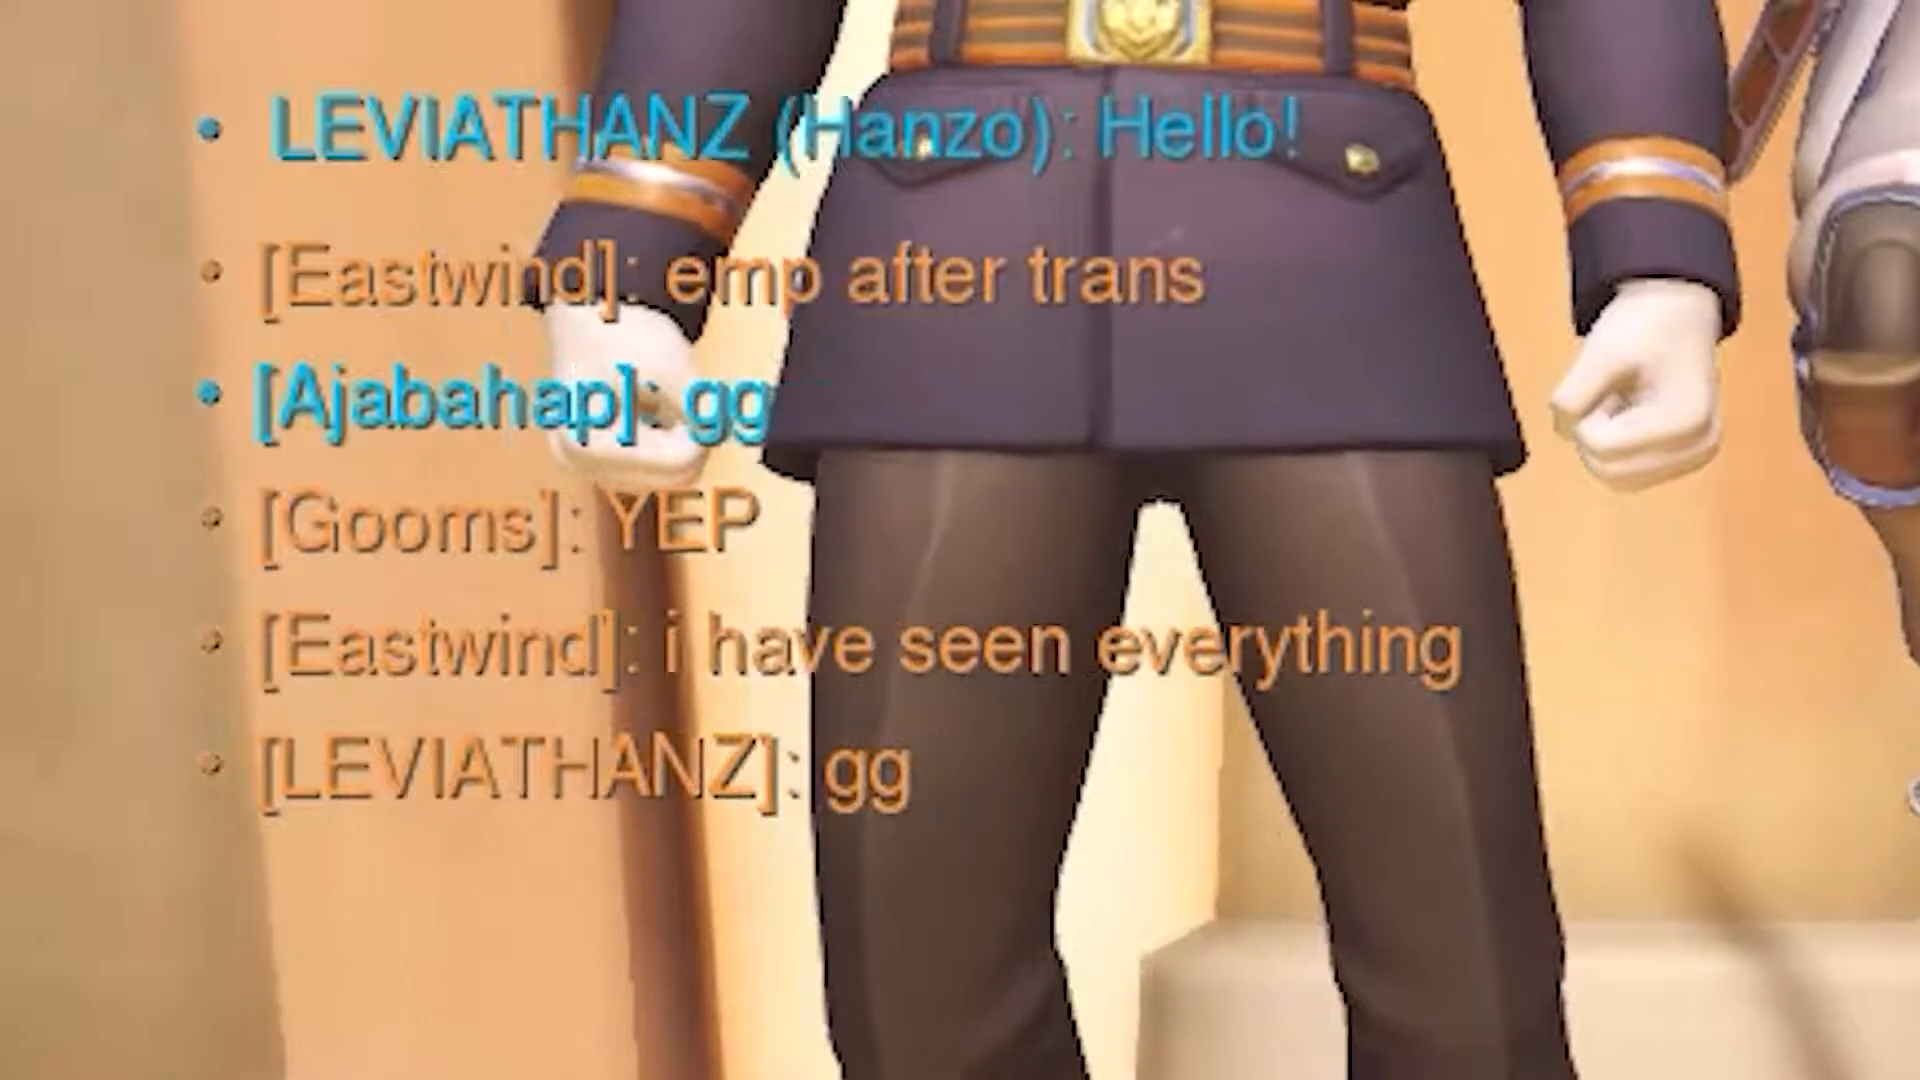 LEVIATHANZ (Hanzo): Hello!
[Eastwind]: emp after trans
[Ajabahap]: gg
[Gooms]: YEP
[Eastwind]: i have seen everything
[LEVIATHANZ]: gg